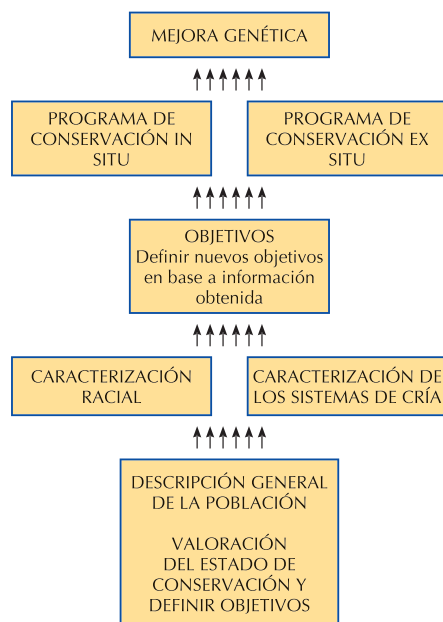 MEJORA GENÉTICA
PROGRAMA DE
CONSERVACIÓN IN
SITU
PROGRAMA DE
CONSERVACIÓN EX
SITU
OBJETIVOS
Definir nuevos objetivos
en base a información
obtenida
CARACTERIZACIÓN
RACIAL
CARACTERIZACIÓN DE
LOS SISTEMAS DE CRÍA
DESCRIPCIÓN GENERAL
DE LA POBLACIÓN
VALORACIÓN
DEL ESTADO DE
CONSERVACIÓN Y
DEFINIR OBJETIVOS